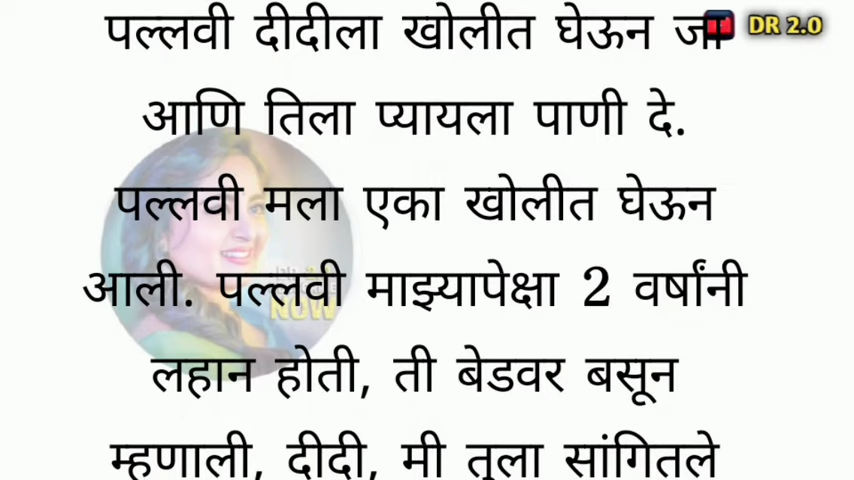 पल्लवी दीदीला खोलीत घेऊन जा
DR 2.0
आणि तिला प्यायला पाणी दे.
पल्लवी मला एका खोलीत घेऊन
आली. पल्लवी माझ्यापेक्षा 2 वर्षांनी
NOW
लहान होती, ती बेडवर बसून
म्हणाली, दीदी, मी तुला सांगितले